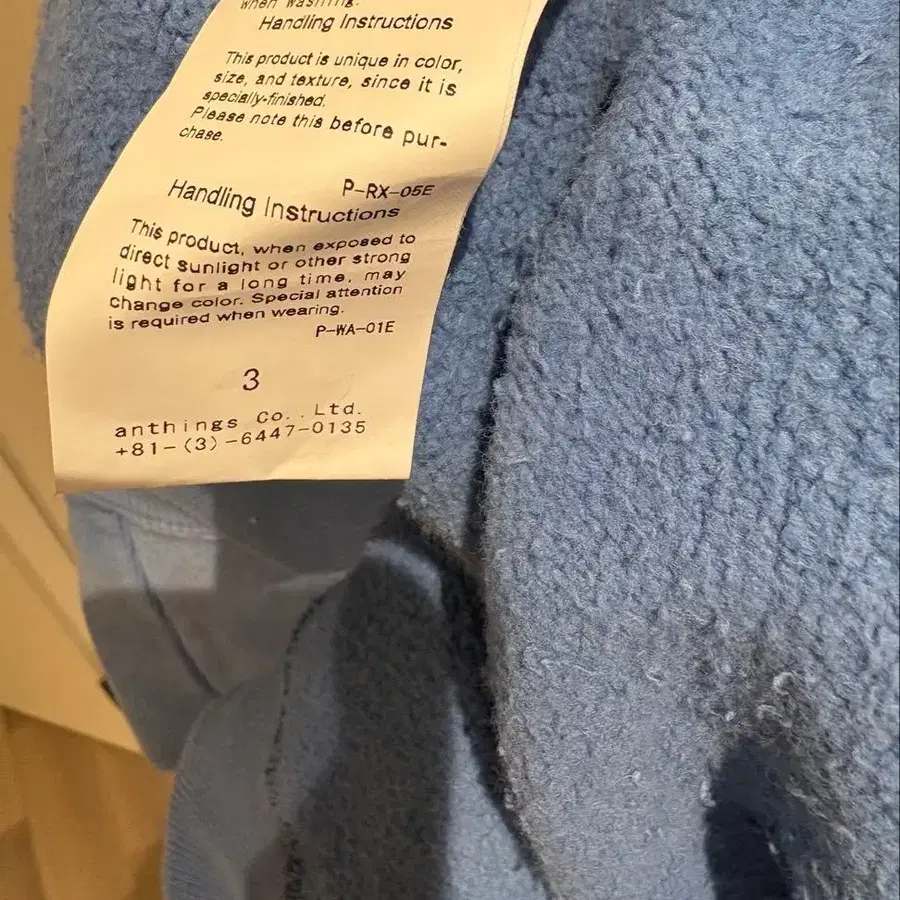 when washing.
Handling Instructions
This product is unique in color,
size, and texture, since it is
specially-finished.
Please note this before pur-
chase.
P-RX-05E
Handling Instructions
This product, when exposed to
direct sunlight or other strong
light for a long time, may
change color. Special attention
is required when wearing.
P-WA-01E
3
anthings Co..Ltd.
+81-(3)-6447-0135